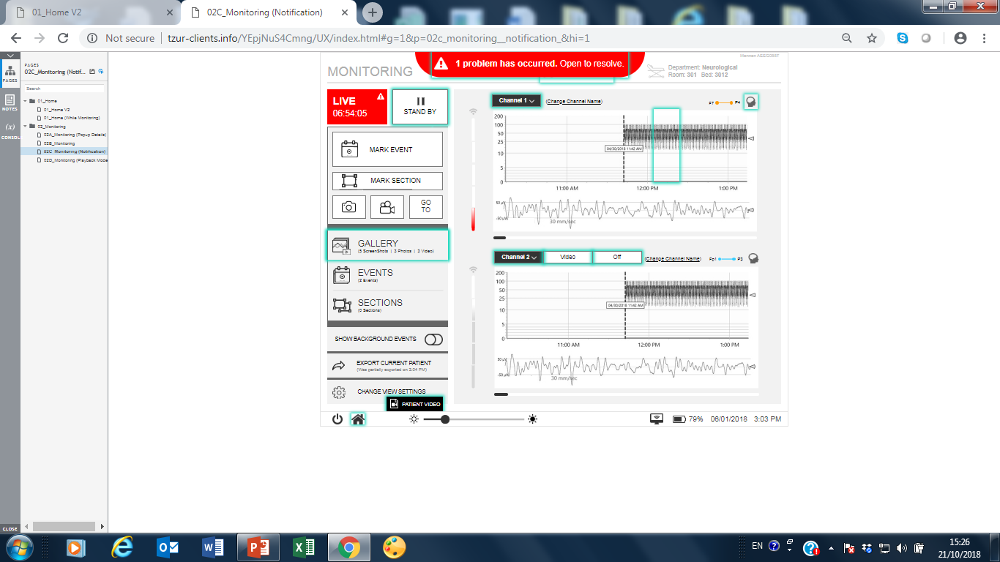 01_Home V2
02C_Monitoring (Notification)
Not secure
tzur-clients.info/YEpjNuS4Cmng/UX/index.html#g=1&p=02c_monitoring__notification_&hi=1
PAGES
NOTES
(x)
CONSOL
CLOSE
PAGES
02C_Monitoring (Notif...
Search
01_Home
01_Home V2
01_Home (While Monitoring)
02_Monitoring
02A_Monitoring (Popup Details)
02B_Monitoring
02C_Monitoring (Notification)
02D_Monitoring (Playback Mode
MONITORING
1 problem has occurred. Open to resolve.
Department: Neurological
Room: 301 Bed: 3012
LIVE
06:54:05
STAND BY
MARK EVENT
MARK SECTION
GO
TO
GALLERY
(5 ScreenShots | 3 Photos | 3 Video)
EVENTS
(2 Events)
SECTIONS
(0 Sections)
SHOW BACKGROUND EVENTS
EXPORT CURRENT PATIENT
(Was partially exported on 2:04 PM)
CHANGE VIEW SETTINGS
PATIENT VIDEO
Channel 1
(Change Channel Name)
F7 P4
200
100
50
25
10
5
0
04/30/2018 11:42 AM
11:00 AM 12:00 PM 1:00 PM
50 µV
-50 µV
30 mm/sec
Channel 2
Video
Off
(Change Channel Name)
Fp1 P3
200
100
50
25
10
5
0
04/30/2018 11:42 AM
11:00 AM 12:00 PM 1:00 PM
50 µV
-50 µV
30 mm/sec
79% 06/01/2018 3:03 PM
EN
15:26
21/10/2018